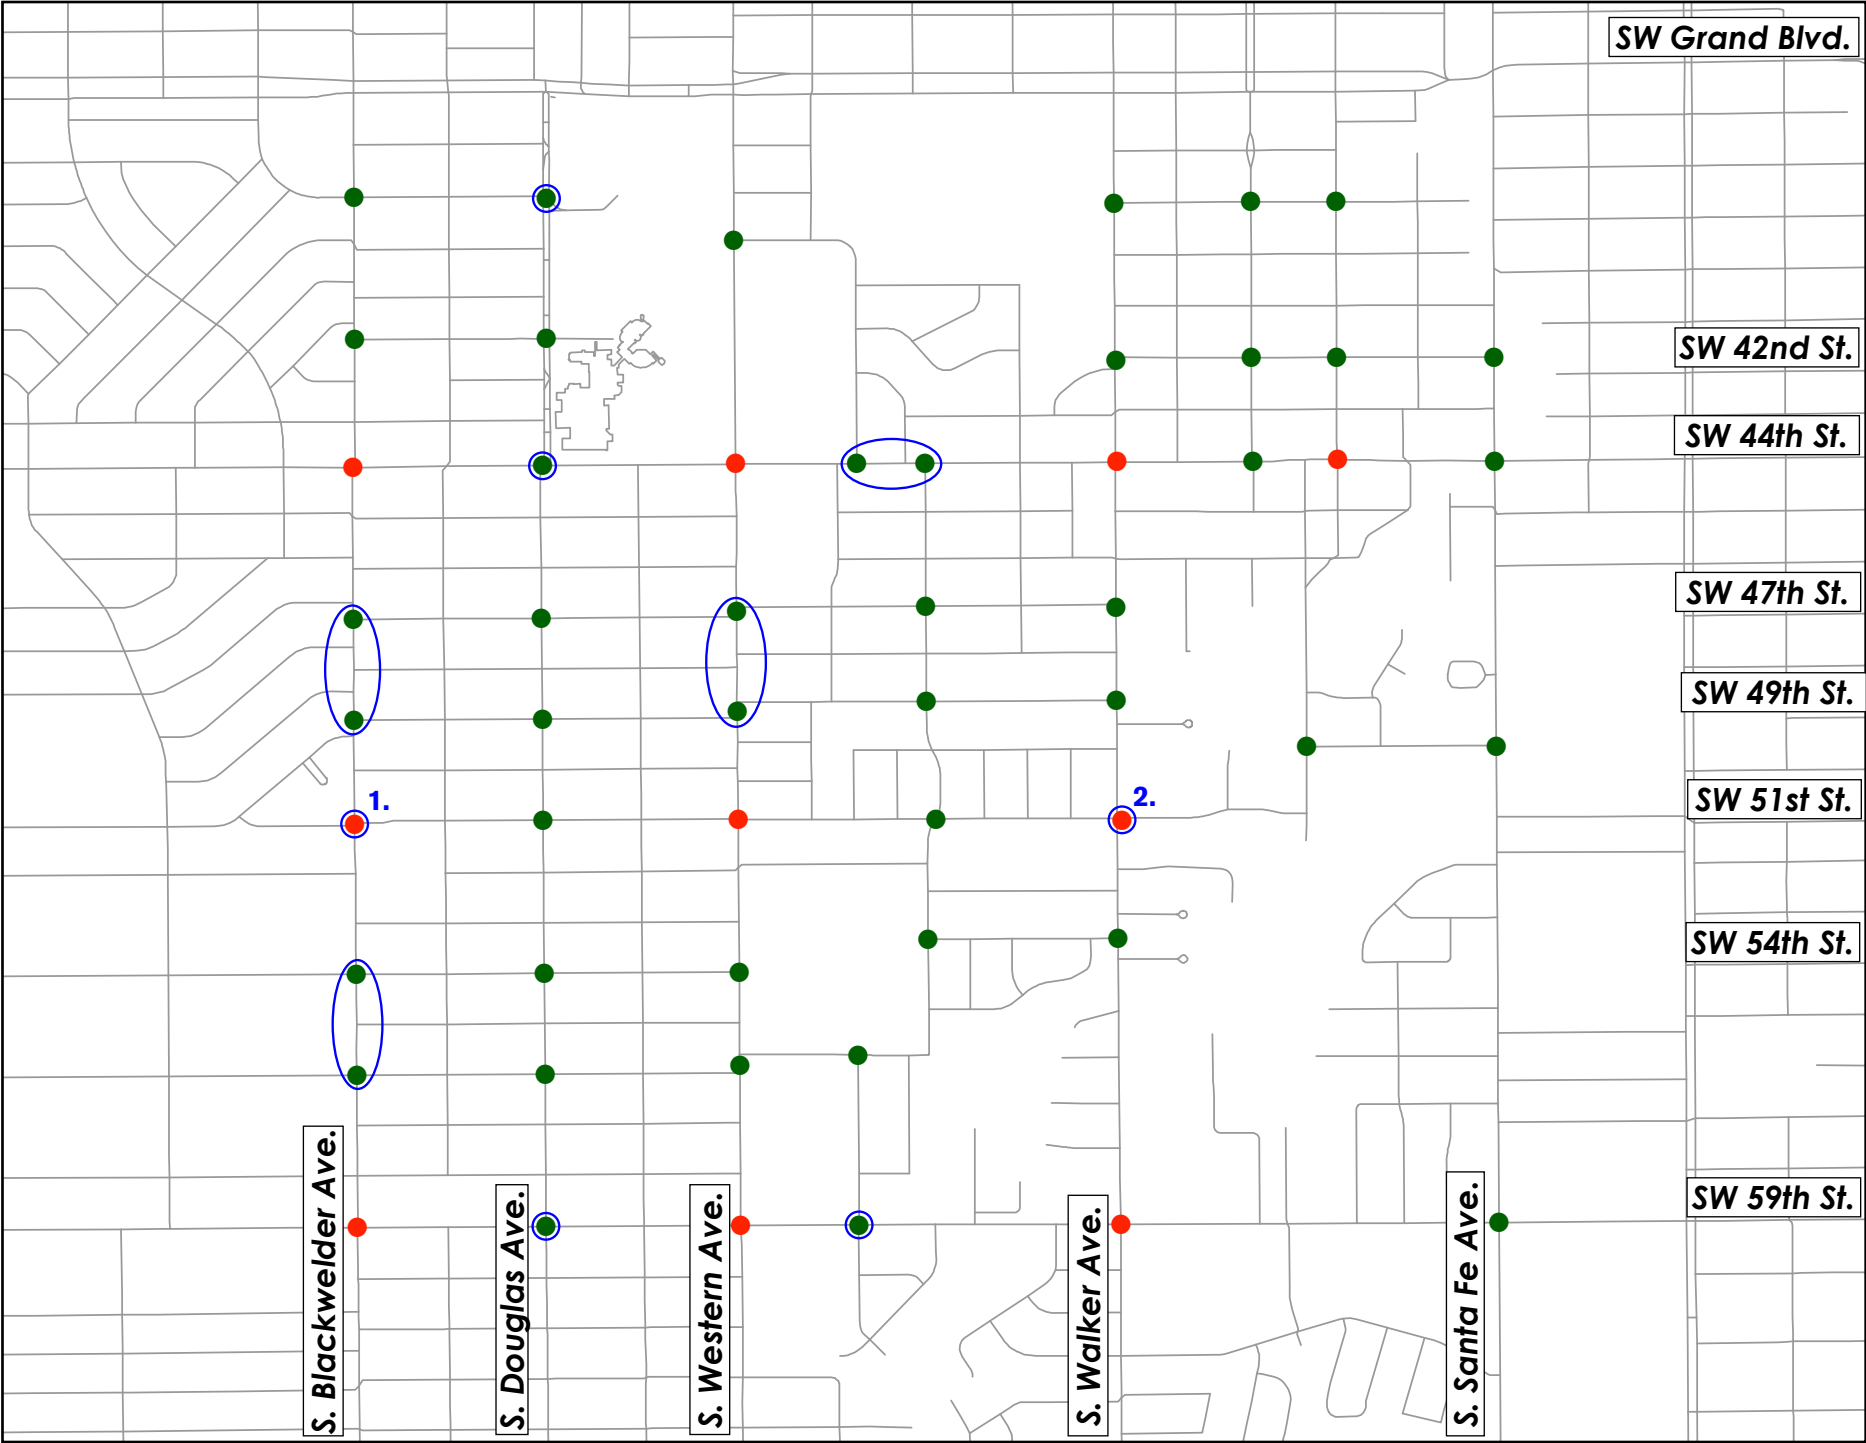 SW Grand Blvd.
SW 42nd St.
SW 44th St.
SW 47th St.
SW 49th St.
1.
2.
SW 51st St.
SW 54th St.
SW 59th St.
S. Blackwelder Ave.
S. Douglas Ave.
S. Western Ave.
S. Walker Ave.
S. Santa Fe Ave.